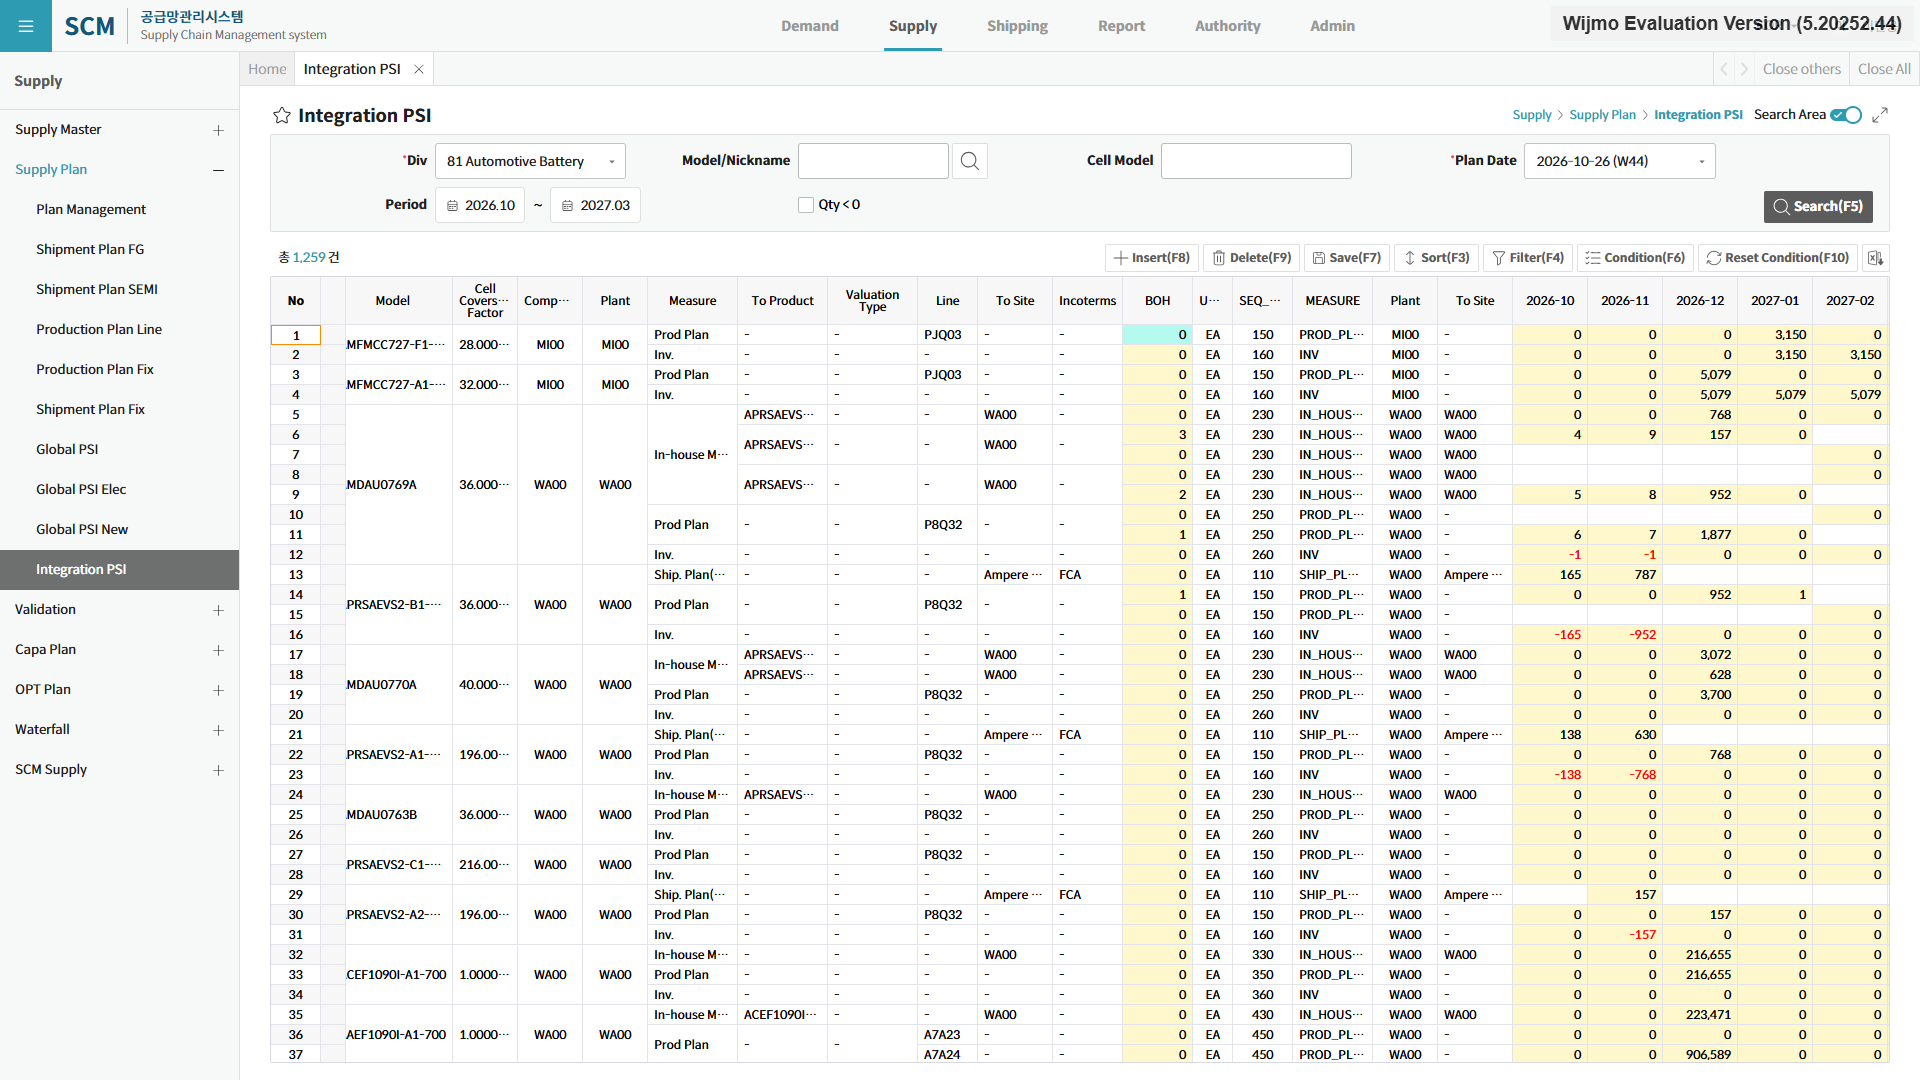 SCM
공급망관리시스템
Supply Chain Management system
Demand Supply Shipping Report Authority Admin
Wijmo Evaluation Version (5.20252.44)
Supply
Home Integration PSI Close others Close All
Supply Master
Supply Plan
Plan Management
Shipment Plan FG
Shipment Plan SEMI
Production Plan Line
Production Plan Fix
Shipment Plan Fix
Global PSI
Global PSI Elec
Global PSI New
Integration PSI
Validation
Capa Plan
OPT Plan
Waterfall
SCM Supply
Integration PSI
Supply > Supply Plan > Integration PSI Search Area
*Div 81 Automotive Battery Model/Nickname Cell Model *Plan Date 2026-10-26 (W44)
Period 2026.10 ~ 2027.03 Qty < 0 Search(F5)
총 1,259 건
Insert(F8) Delete(F9) Save(F7) Sort(F3) Filter(F4) Condition(F6) Reset Condition(F10)
No Model Cell Covers··· Factor Comp··· Plant Measure To Product Valuation Type Line To Site Incoterms BOH U··· SEQ_··· MEASURE Plant To Site 2026-10 2026-11 2026-12 2027-01 2027-02
1 MFMCC727-F1-··· 28.000··· MI00 MI00 Prod Plan - - PJQ03 - - 0 EA 150 PROD_PL··· MI00 - 0 0 0 3,150 0
2 Inv. - - - - - 0 EA 160 INV MI00 - 0 0 0 3,150 3,150
3 MFMCC727-A1-··· 32.000··· MI00 MI00 Prod Plan - - PJQ03 - - 0 EA 150 PROD_PL··· MI00 - 0 0 5,079 0 0
4 Inv. - - - - - 0 EA 160 INV MI00 - 0 0 5,079 5,079 5,079
5 MDAU0769A 36.000··· WA00 WA00 In-house M··· APRSAEVS··· - - WA00 - 0 EA 230 IN_HOUS··· WA00 WA00 0 0 768 0 0
6 APRSAEVS··· - - WA00 - 3 EA 230 IN_HOUS··· WA00 WA00 4 9 157 0
7 0 EA 230 IN_HOUS··· WA00 WA00 0
8 APRSAEVS··· - - WA00 - 0 EA 230 IN_HOUS··· WA00 WA00 0
9 2 EA 230 IN_HOUS··· WA00 WA00 5 8 952 0
10 Prod Plan - - P8Q32 - - 0 EA 250 PROD_PL··· WA00 - 0
11 1 EA 250 PROD_PL··· WA00 - 6 7 1,877 0
12 Inv. - - - - - 0 EA 260 INV WA00 - -1 -1 0 0 0
13 PRSAEVS2-B1-··· 36.000··· WA00 WA00 Ship. Plan(··· - - - Ampere ··· FCA 0 EA 110 SHIP_PL··· WA00 Ampere ··· 165 787
14 Prod Plan - - P8Q32 - - 1 EA 150 PROD_PL··· WA00 - 0 0 952 1
15 0 EA 150 PROD_PL··· WA00 - 0
16 Inv. - - - - - 0 EA 160 INV WA00 - -165 -952 0 0 0
17 MDAU0770A 40.000··· WA00 WA00 In-house M··· APRSAEVS··· - - WA00 - 0 EA 230 IN_HOUS··· WA00 WA00 0 0 3,072 0 0
18 APRSAEVS··· - - WA00 - 0 EA 230 IN_HOUS··· WA00 WA00 0 0 628 0 0
19 Prod Plan - - P8Q32 - - 0 EA 250 PROD_PL··· WA00 - 0 0 3,700 0 0
20 Inv. - - - - - 0 EA 260 INV WA00 - 0 0 0 0 0
21 PRSAEVS2-A1-··· 196.00··· WA00 WA00 Ship. Plan(··· - - - Ampere ··· FCA 0 EA 110 SHIP_PL··· WA00 Ampere ··· 138 630
22 Prod Plan - - P8Q32 - - 0 EA 150 PROD_PL··· WA00 - 0 0 768 0 0
23 Inv. - - - - - 0 EA 160 INV WA00 - -138 -768 0 0 0
24 MDAU0763B 36.000··· WA00 WA00 In-house M··· APRSAEVS··· - - WA00 - 0 EA 230 IN_HOUS··· WA00 WA00 0 0 0 0 0
25 Prod Plan - - P8Q32 - - 0 EA 250 PROD_PL··· WA00 - 0 0 0 0 0
26 Inv. - - - - - 0 EA 260 INV WA00 - 0 0 0 0 0
27 PRSAEVS2-C1-··· 216.00··· WA00 WA00 Prod Plan - - P8Q32 - - 0 EA 150 PROD_PL··· WA00 - 0 0 0 0 0
28 Inv. - - - - - 0 EA 160 INV WA00 - 0 0 0 0 0
29 PRSAEVS2-A2-··· 196.00··· WA00 WA00 Ship. Plan(··· - - - Ampere ··· FCA 0 EA 110 SHIP_PL··· WA00 Ampere ··· 157
30 Prod Plan - - P8Q32 - - 0 EA 150 PROD_PL··· WA00 - 0 0 157 0 0
31 Inv. - - - - - 0 EA 160 INV WA00 - 0 -157 0 0 0
32 CEF1090I-A1-700 1.0000··· WA00 WA00 In-house M··· - - - WA00 - 0 EA 330 IN_HOUS··· WA00 WA00 0 0 216,655 0 0
33 Prod Plan - - - - - 0 EA 350 PROD_PL··· WA00 - 0 0 216,655 0 0
34 Inv. - - - - - 0 EA 360 INV WA00 - 0 0 0 0 0
35 AEF1090I-A1-700 1.0000··· WA00 WA00 In-house M··· ACEF1090I··· - - WA00 - 0 EA 430 IN_HOUS··· WA00 WA00 0 0 223,471 0 0
36 Prod Plan - - A7A23 - - 0 EA 450 PROD_PL··· WA00 - 0 0 0 0 0
37 A7A24 - - 0 EA 450 PROD_PL··· WA00 - 0 0 906,589 0 0